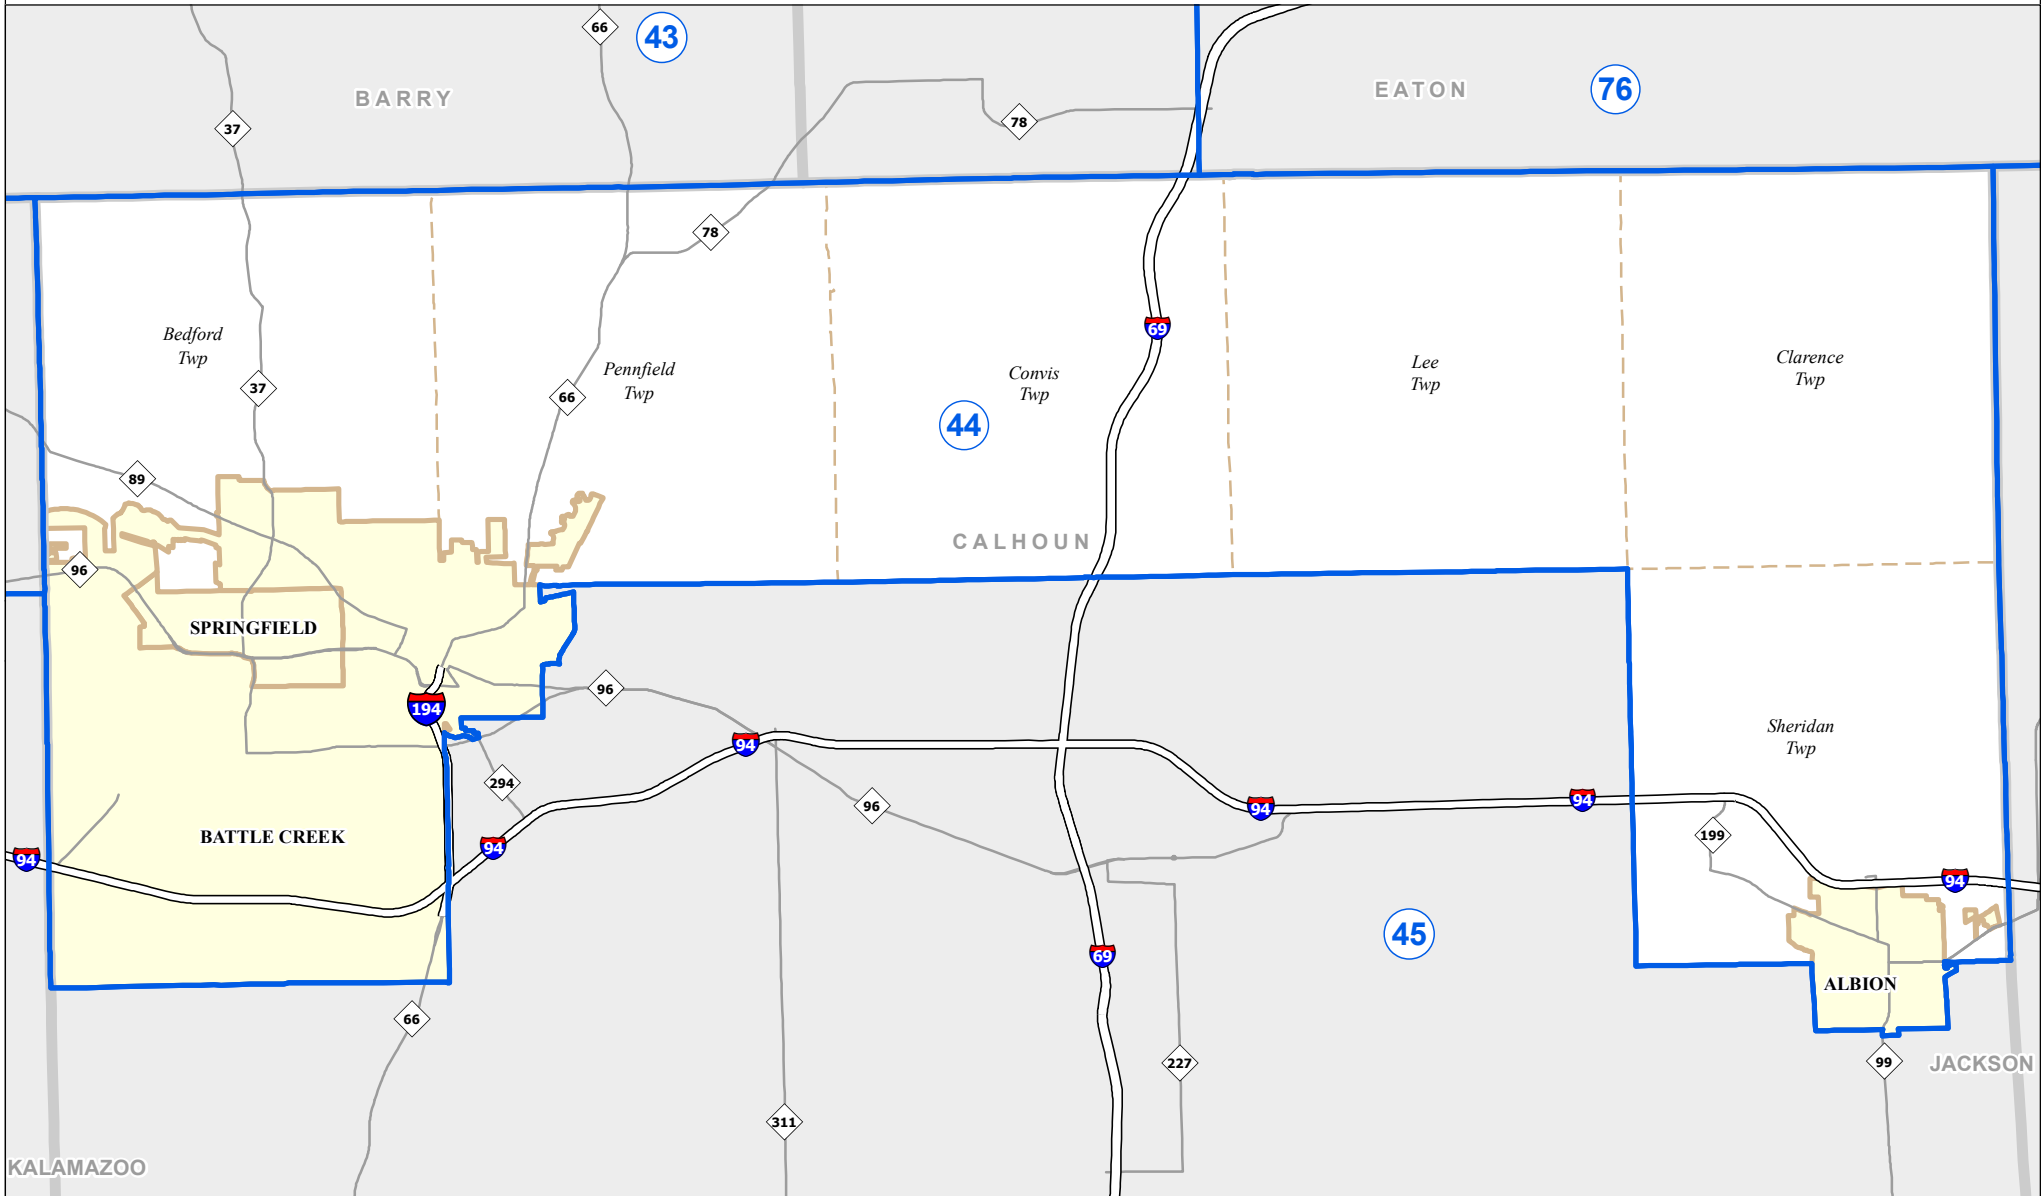 66
43
BARRY
EATON
76
37
78
78
69
Bedford
Twp
Pennfield
Twp
Convis
Twp
Lee
Twp
Clarence
Twp
37
66
44
89
CALHOUN
96
SPRINGFIELD
96
194
94
Sheridan
Twp
294
96
94
94
199
BATTLE CREEK
94
94
94
45
69
ALBION
66
227
99
JACKSON
311
KALAMAZOO